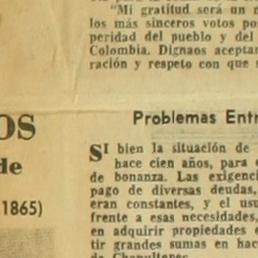 "Mi gratitud será un
los más sinceros votos po
peridad del pueblo y del
Colombia. Dignaos acepta
ración y respeto con que
Problemas Entr
OS
de
1865)
SI bien la situación de
hace cien años, para
de bonanza. Las exigenci
pago de diversas deudas,
eran constantes, y el usu
frente a esas necesidades,
en adquirir propiedades
tir grandes sumas en hac
de Chapultepec